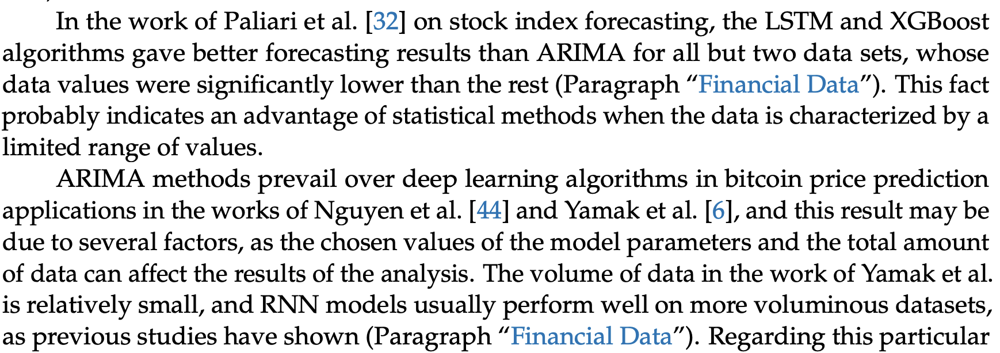 In the work of Paliari et al. [32] on stock index forecasting, the LSTM and XGBoost
algorithms gave better forecasting results than ARIMA for all but two data sets, whose
data values were significantly lower than the rest (Paragraph “Financial Data”). This fact
probably indicates an advantage of statistical methods when the data is characterized by a
limited range of values.
ARIMA methods prevail over deep learning algorithms in bitcoin price prediction
applications in the works of Nguyen et al. [44] and Yamak et al. [6], and this result may be
due to several factors, as the chosen values of the model parameters and the total amount
of data can affect the results of the analysis. The volume of data in the work of Yamak et al.
is relatively small, and RNN models usually perform well on more voluminous datasets,
as previous studies have shown (Paragraph “Financial Data”). Regarding this particular